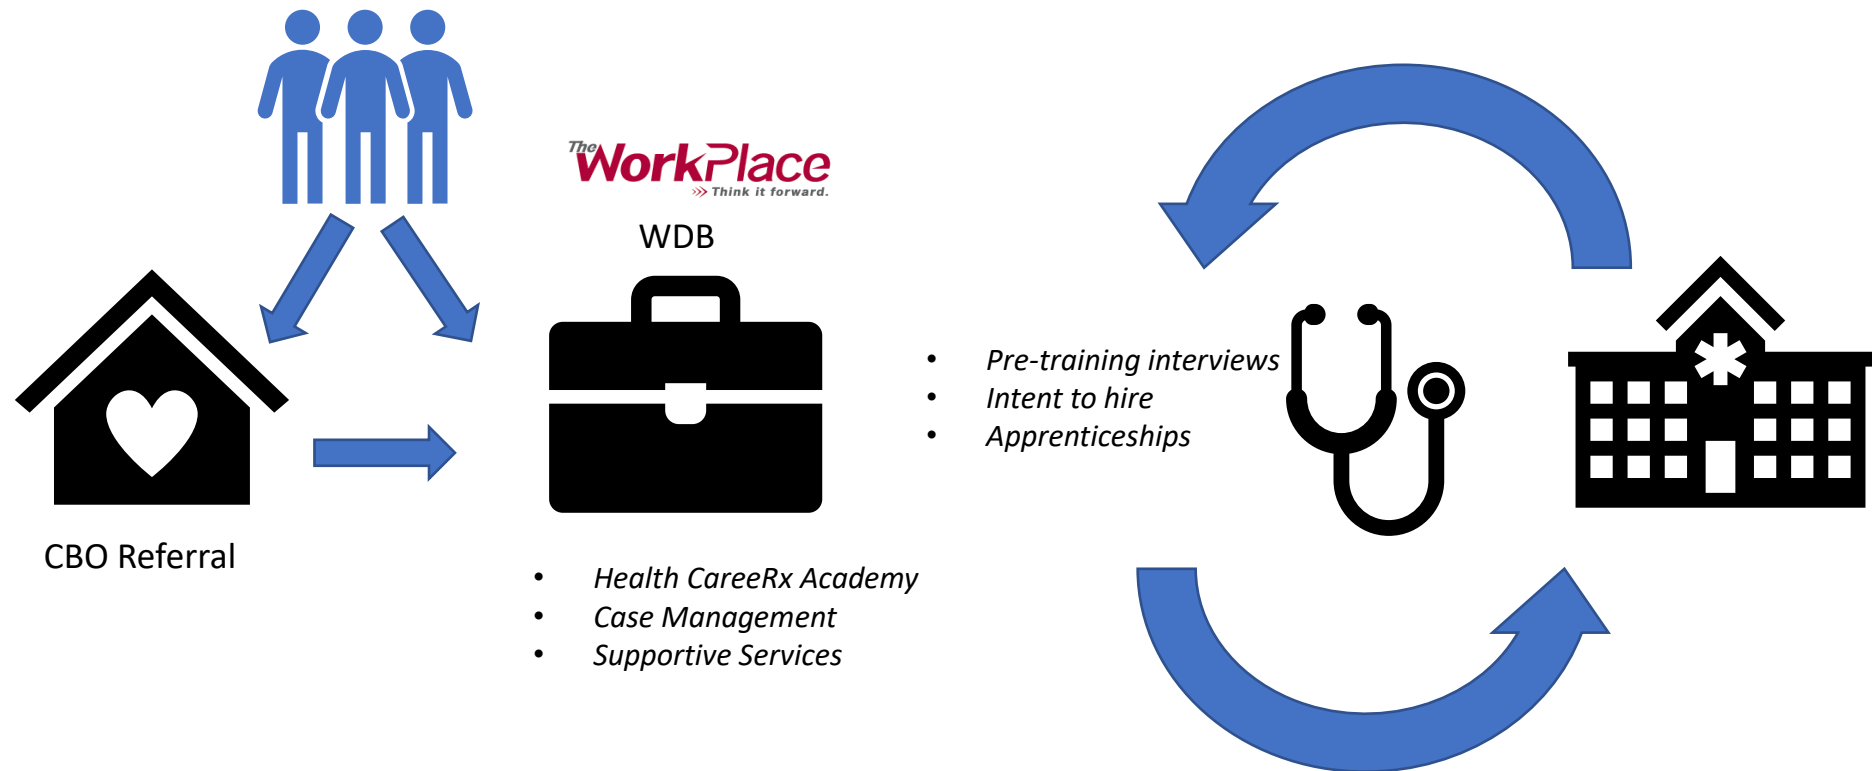 The WorkPlace
Think it forward.
WDB
• Pre-training interviews
• Intent to hire
• Apprenticeships
CBO Referral
• Health CareeRx Academy
• Case Management
• Supportive Services